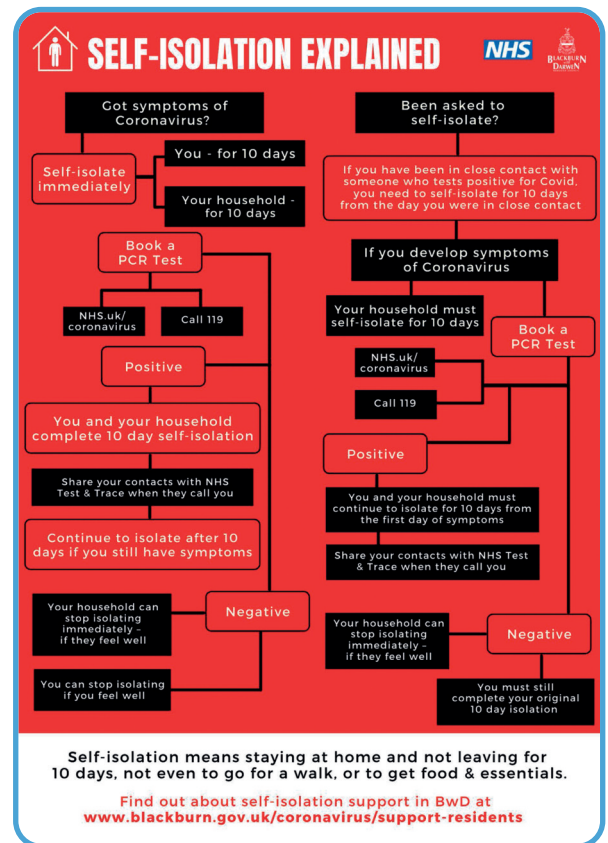 SELF-ISOLATION EXPLAINED
NHS
BLACKBURN
DARWEN
Got symptoms of
Coronavirus?
Self-isolate
immediately
You - for 10 days
Your household -
for 10 days
Book a
PCR Test
NHS.uk/
coronavirus
Call 119
Positive
You and your household
complete 10 day self-isolation
Share your contacts with NHS
Test & Trace when they call you
Continue to isolate after 10
days if you still have symptoms
Negative
Your household can
stop isolating
immediately –
if they feel well
You can stop isolating
if you feel well
Been asked to
self-isolate?
If you have been in close contact with
someone who tests positive for Covid,
you need to self-isolate for 10 days
from the day you were in close contact
If you develop symptoms
of Coronavirus
Your household must
self-isolate for 10 days
Book a
PCR Test
NHS.uk/
coronavirus
Call 119
Positive
You and your household must
continue to isolate for 10 days from
the first day of symptoms
Share your contacts with NHS Test
& Trace when they call you
Negative
Your household can
stop isolating
immediately –
if they feel well
You must still
complete your original
10 day isolation
Self-isolation means staying at home and not leaving for
10 days, not even to go for a walk, or to get food & essentials.
Find out about self-isolation support in BwD at
www.blackburn.gov.uk/coronavirus/support-residents